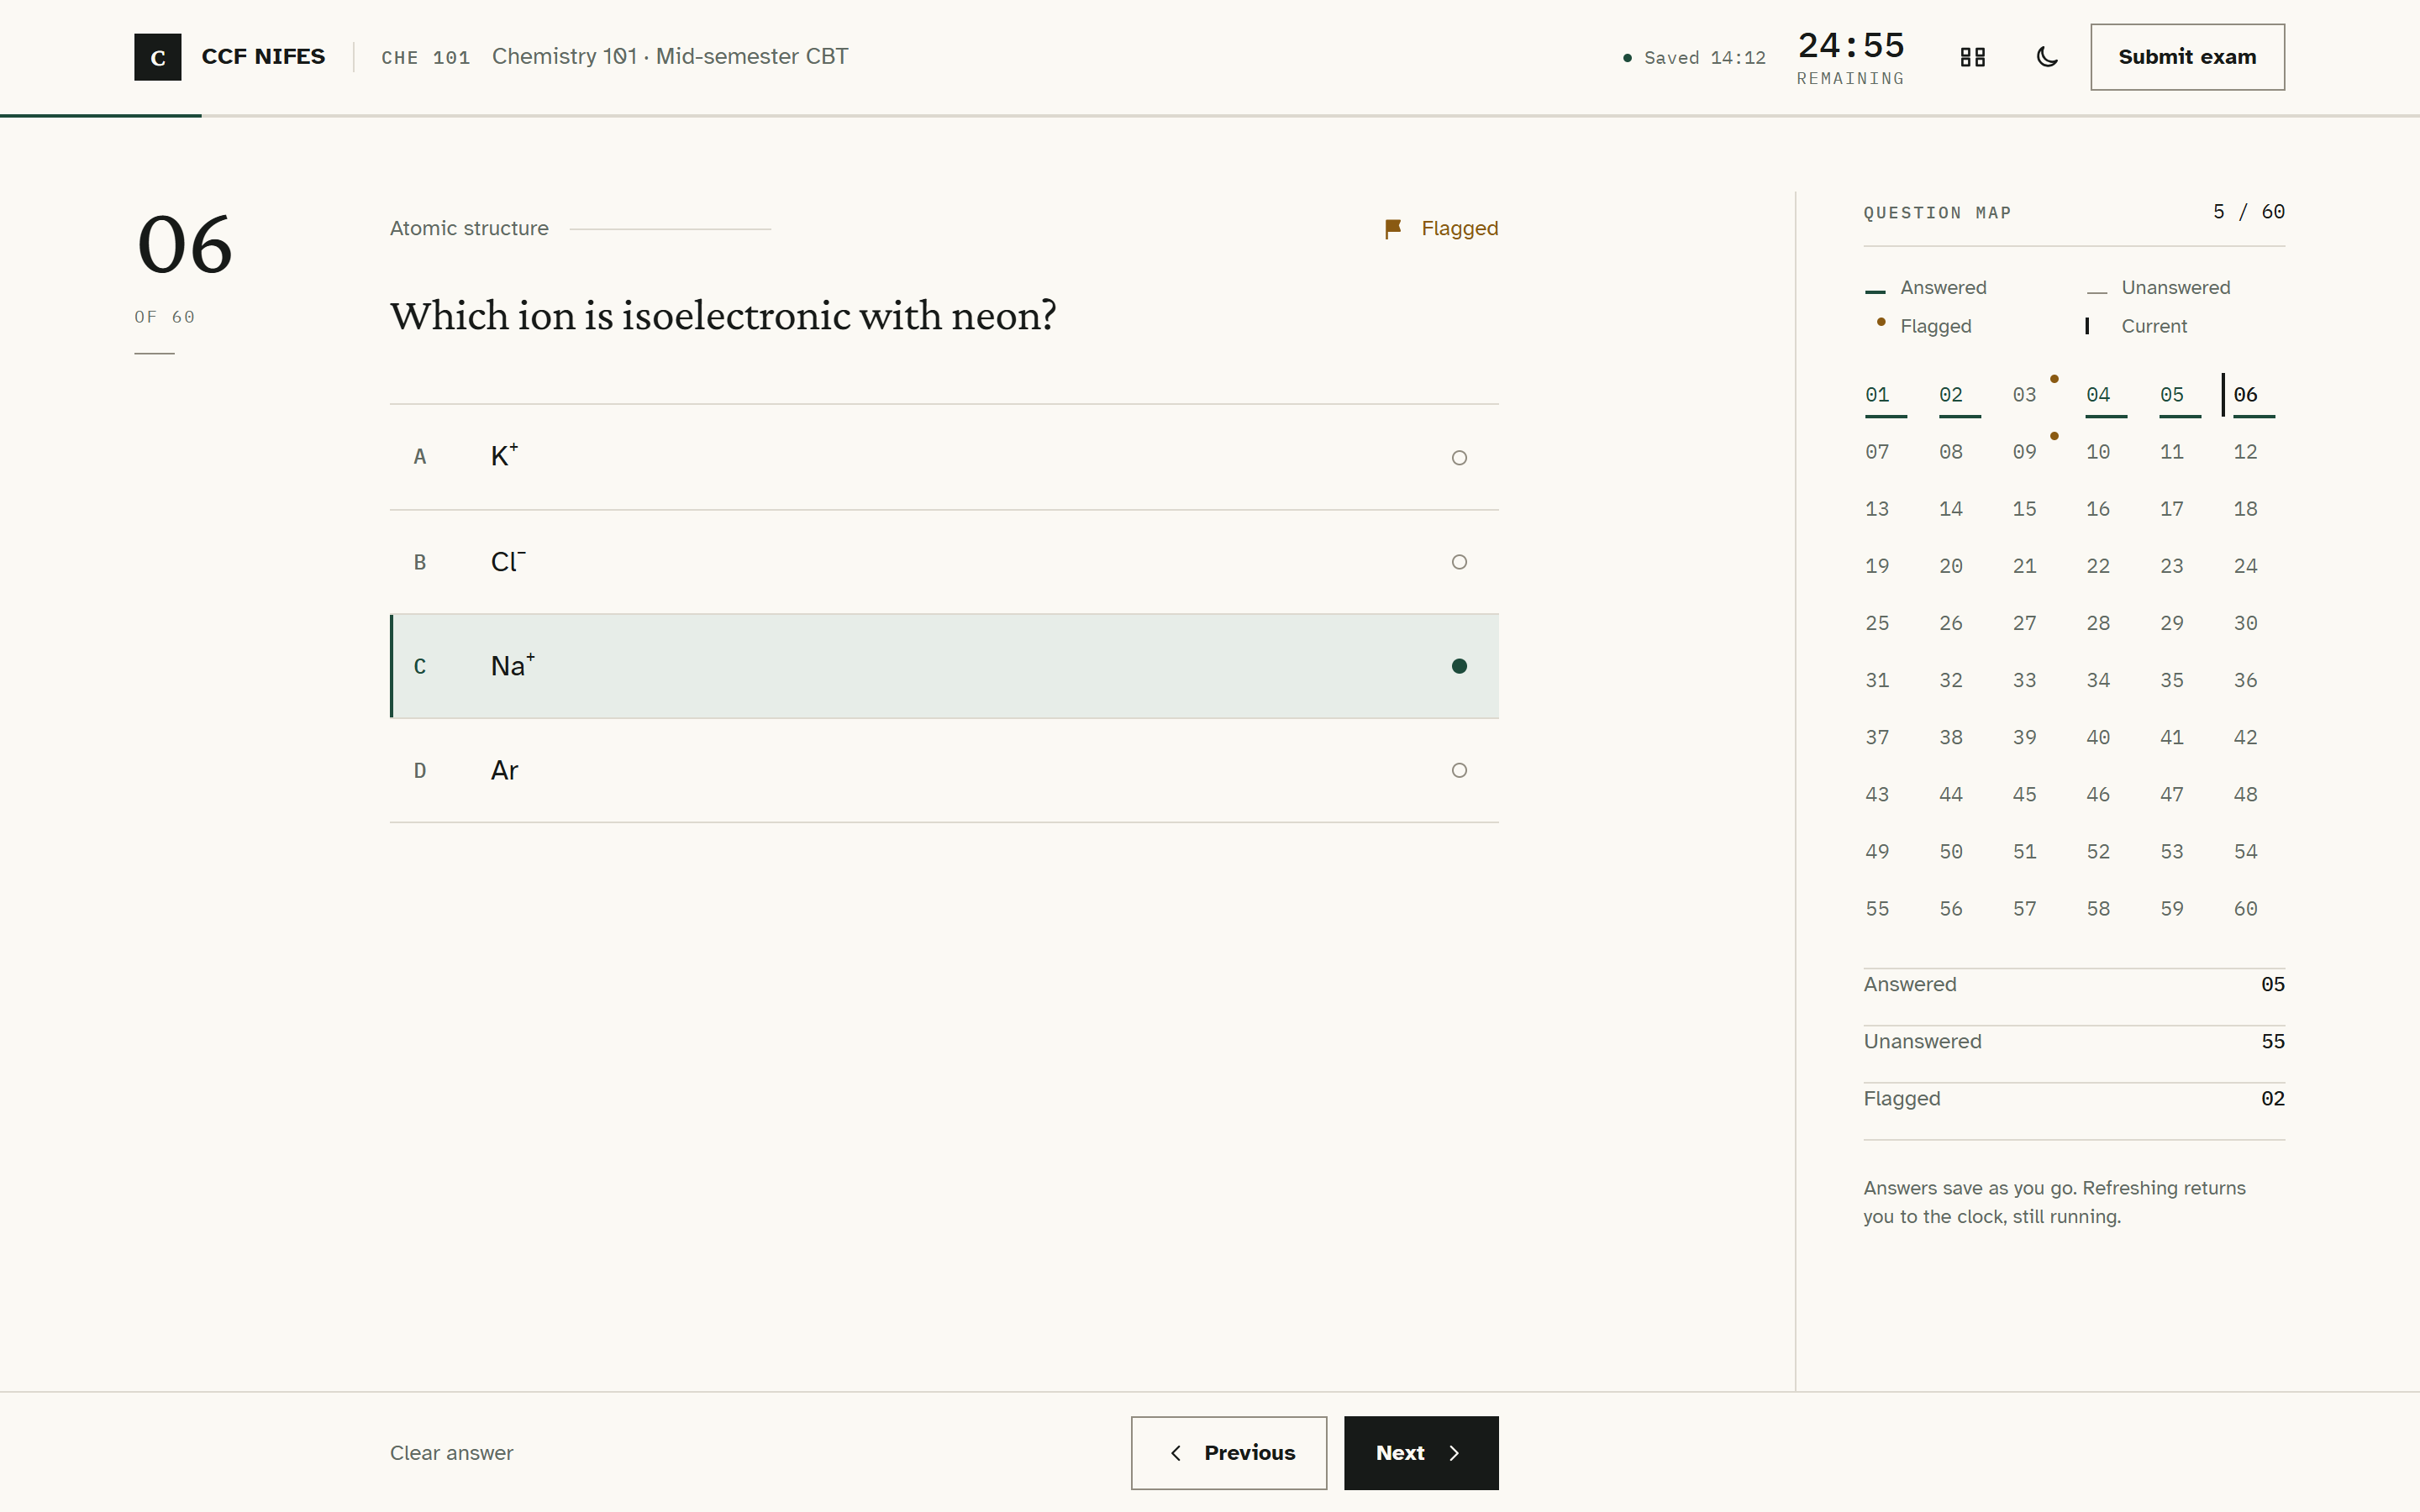 C CCF NIFES CHE 101 Chemistry 101 · Mid-semester CBT Saved 14:12 24:55 REMAINING Submit exam
06
OF 60
Atomic structure Flagged
Which ion is isoelectronic with neon?
A K⁺
B Cl⁻
C Na⁺
D Ar
Clear answer Previous Next
QUESTION MAP 5 / 60
Answered Unanswered
Flagged Current
01 02 03 04 05 06
07 08 09 10 11 12
13 14 15 16 17 18
19 20 21 22 23 24
25 26 27 28 29 30
31 32 33 34 35 36
37 38 39 40 41 42
43 44 45 46 47 48
49 50 51 52 53 54
55 56 57 58 59 60
Answered 05
Unanswered 55
Flagged 02
Answers save as you go. Refreshing returns
you to the clock, still running.